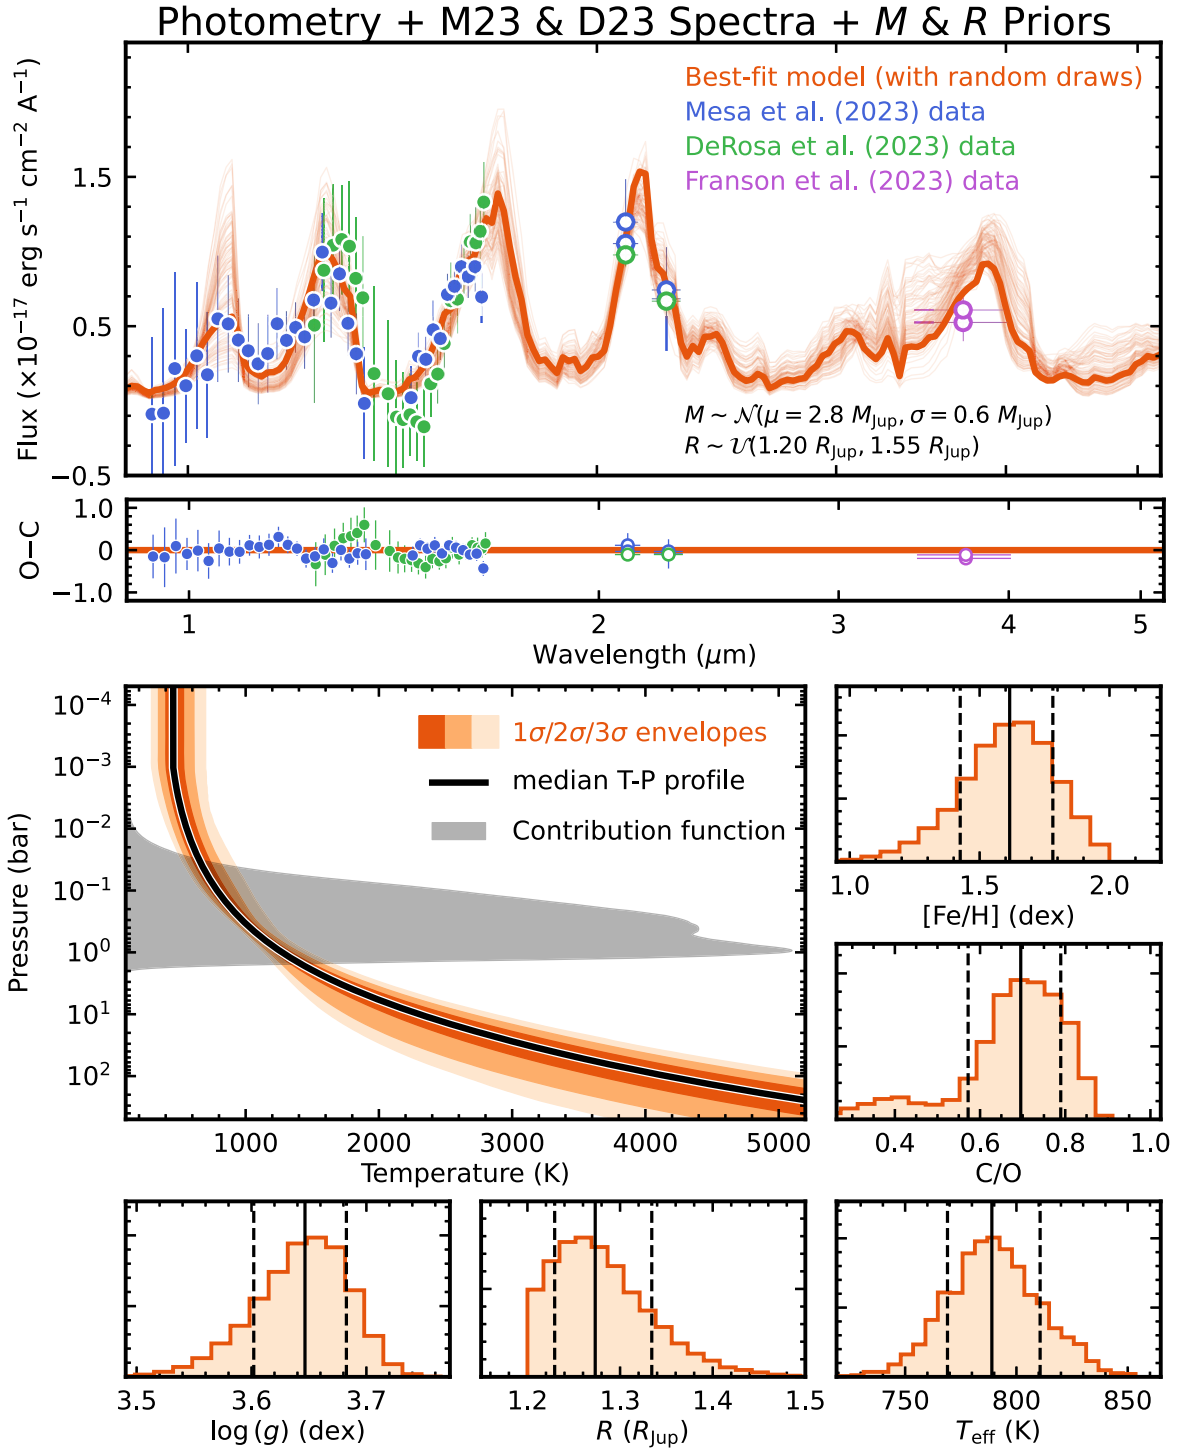 Photometry + M23 & D23 Spectra + M & R Priors
Best-fit model (with random draws)
Mesa et al. (2023) data
DeRosa et al. (2023) data
Franson et al. (2023) data
M ~ 𝒩(μ = 2.8 M_Jup, σ = 0.6 M_Jup)
R ~ 𝒰(1.20 R_Jup, 1.55 R_Jup)
Flux (×10⁻¹⁷ erg s⁻¹ cm⁻² A⁻¹)
1.5
0.5
−0.5
O−C
1.0
0
−1.0
1 2 3 4 5
Wavelength (μm)
1σ/2σ/3σ envelopes
median T-P profile
Contribution function
Pressure (bar)
10⁻⁴
10⁻³
10⁻²
10⁻¹
10⁰
10¹
10²
1000 2000 3000 4000 5000
Temperature (K)
1.0 1.5 2.0
[Fe/H] (dex)
0.4 0.6 0.8 1.0
C/O
3.5 3.6 3.7
log(g) (dex)
1.2 1.3 1.4 1.5
R (R_Jup)
750 800 850
T_eff (K)